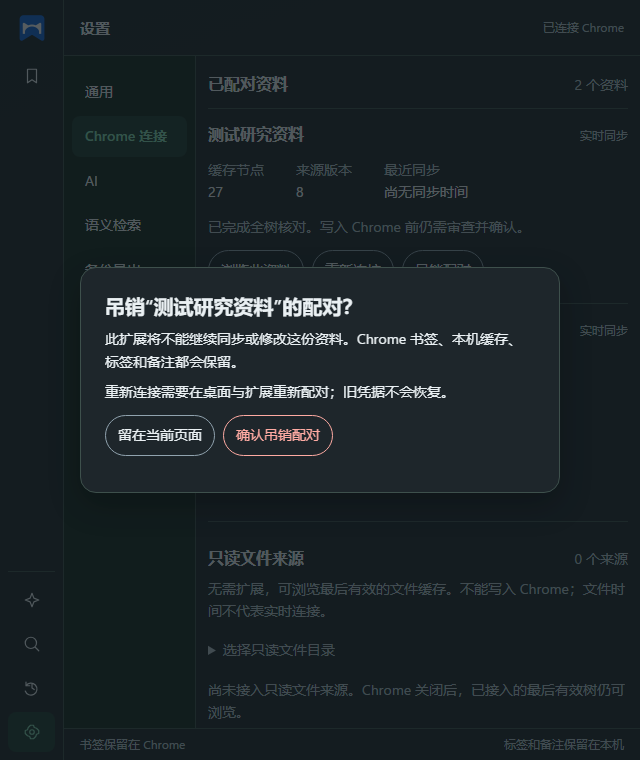 设置
已连接 Chrome
通用
Chrome 连接
AI
语义检索
已配对资料
2 个资料
测试研究资料
实时同步
缓存节点 来源版本 最近同步
27 8 尚无同步时间
已完成全树核对。写入 Chrome 前仍需审查并确认。
实时同步
吊销“测试研究资料”的配对？
此扩展将不能继续同步或修改这份资料。Chrome 书签、本机缓存、
标签和备注都会保留。
重新连接需要在桌面与扩展重新配对；旧凭据不会恢复。
留在当前页面 确认吊销配对
只读文件来源
0 个来源
无需扩展，可浏览最后有效的文件缓存。不能写入 Chrome；文件时
间不代表实时连接。
▶ 选择只读文件目录
尚未接入只读文件来源。Chrome 关闭后，已接入的最后有效树仍可
浏览。
书签保留在 Chrome
标签和备注保留在本机